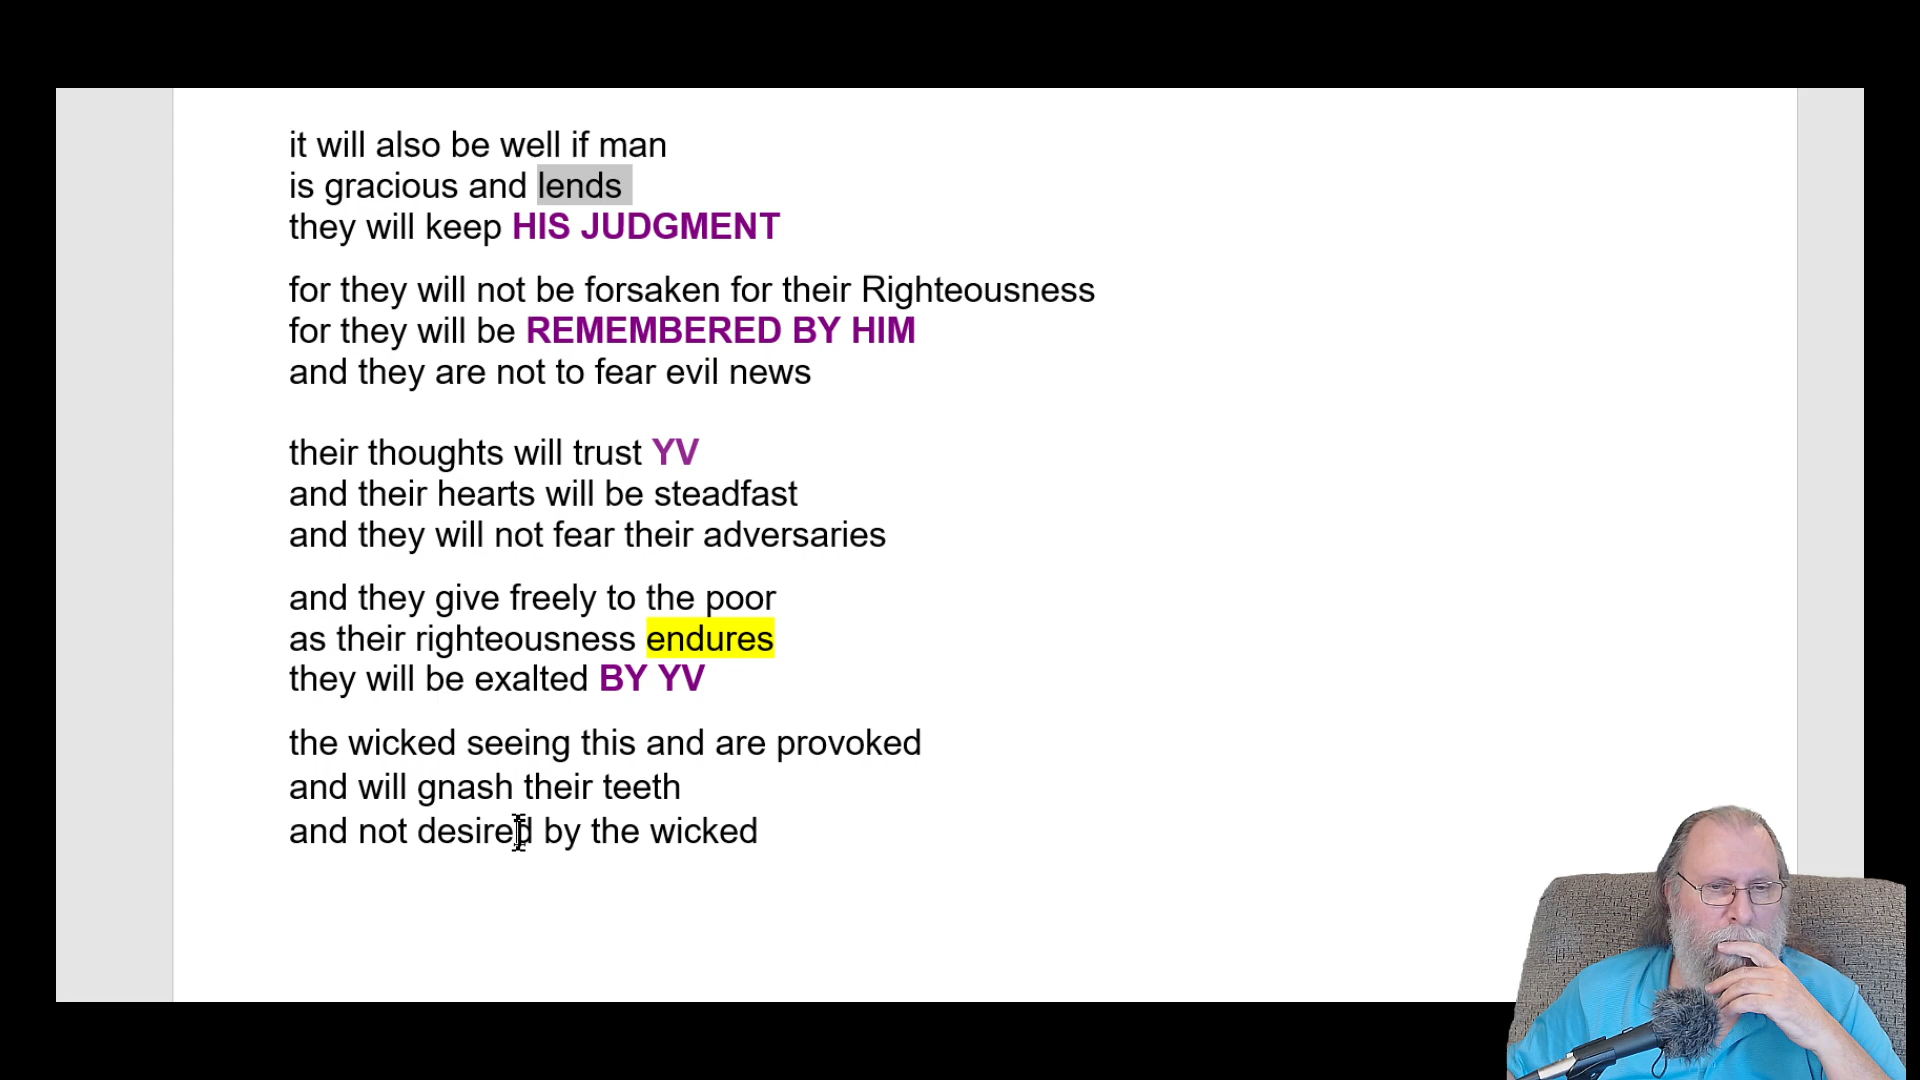 it will also be well if man
is gracious and lends
they will keep HIS JUDGMENT
for they will not be forsaken for their Righteousness
for they will be REMEMBERED BY HIM
and they are not to fear evil news
their thoughts will trust YV
and their hearts will be steadfast
and they will not fear their adversaries
and they give freely to the poor
as their righteousness endures
they will be exalted BY YV
the wicked seeing this and are provoked
and will gnash their teeth
and not desired by the wicked